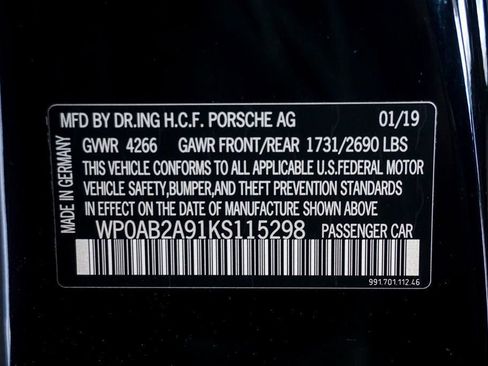 MFD BY DR.ING H.C.F. PORSCHE AG 01/19
GVWR 4266 GAWR FRONT/REAR 1731/2690 LBS
THIS VEHICLE CONFORMS TO ALL APPLICABLE U.S.FEDERAL MOTOR
VEHICLE SAFETY,BUMPER,AND THEFT PREVENTION STANDARDS
IN EFFECT ON THE DATE OF MANUFACTURE SHOWN ABOVE.
WP0AB2A91KS115298 PASSENGER CAR
991.701.112.46
MADE IN GERMANY